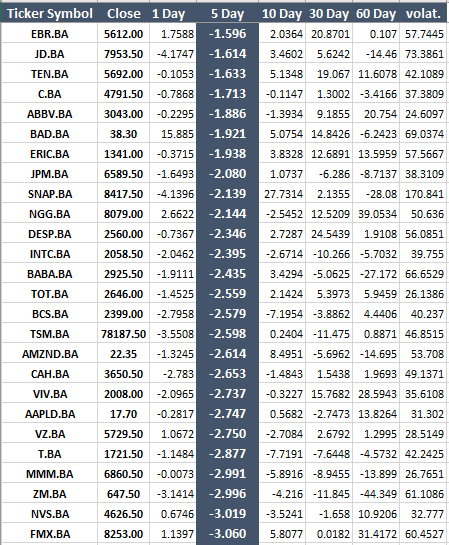 Ticker Symbol Close 1 Day 5 Day 10 Day 30 Day 60 Day volat.
EBR.BA 5612.00 1.7588 -1.596 2.0364 20.8701 0.107 57.7445
JD.BA 7953.50 -4.1740 -1.614 3.4602 5.6242 -14.46 73.3861
TEN.BA 5692.00 -0.1053 -1.633 5.1348 19.067 11.6078 42.1089
C.BA 4791.50 -0.7868 -1.713 -0.1147 1.3002 -3.4166 37.3809
ABBV.BA 3043.00 -0.2295 -1.886 -1.3934 9.1855 20.754 24.6097
BAD.BA 38.30 15.885 -1.921 5.0754 14.8426 -6.2423 69.0374
ERIC.BA 1341.00 -0.3715 -1.938 3.8328 12.6891 13.5959 57.5667
JPM.BA 6589.50 -1.6493 -2.080 1.0737 -6.286 -8.7137 38.3109
SNAP.BA 8417.50 -4.1396 -2.139 27.7314 2.1355 -28.08 170.841
NGG.BA 8079.00 2.6622 -2.144 -2.5452 12.5209 39.0534 50.636
DESP.BA 2560.00 -0.7367 -2.346 2.7287 24.5439 1.9108 56.0851
INTC.BA 2058.50 -2.0462 -2.395 -2.6714 -10.266 -5.7032 39.755
BABA.BA 2925.50 -1.9111 -2.435 3.4294 -5.0625 -27.172 66.6529
TOT.BA 2646.00 -1.4525 -2.559 2.1424 5.3973 5.9459 26.1386
BCS.BA 2399.00 -2.7958 -2.579 -7.1954 -3.8862 4.4406 40.237
TSM.BA 78187.50 -3.5508 -2.598 0.2404 -11.475 0.8871 46.8515
AMZND.BA 22.35 -1.3245 -2.614 8.4951 -5.6962 -14.695 53.708
CAH.BA 3650.50 -2.783 -2.653 -1.4843 1.5438 1.9693 49.1371
VIV.BA 2008.00 -2.0965 -2.737 -0.3227 15.7682 28.5943 35.6108
AAPLD.BA 17.70 -0.2817 -2.747 0.5682 -2.7473 13.8264 31.302
VZ.BA 5729.50 1.0672 -2.750 -2.7084 2.6792 1.2995 28.5149
T.BA 1721.50 -1.1484 -2.877 -7.7191 -7.6448 -4.5732 42.2425
MMM.BA 6860.50 -0.0073 -2.991 -5.8916 -8.9455 -13.899 26.7651
ZM.BA 647.50 -3.1414 -2.996 -4.216 -11.845 -44.349 61.1086
NVS.BA 4626.50 0.6746 -3.019 -3.5241 -1.658 10.9206 32.777
FMX.BA 8253.00 1.1397 -3.060 5.8077 0.0182 31.4172 60.4527